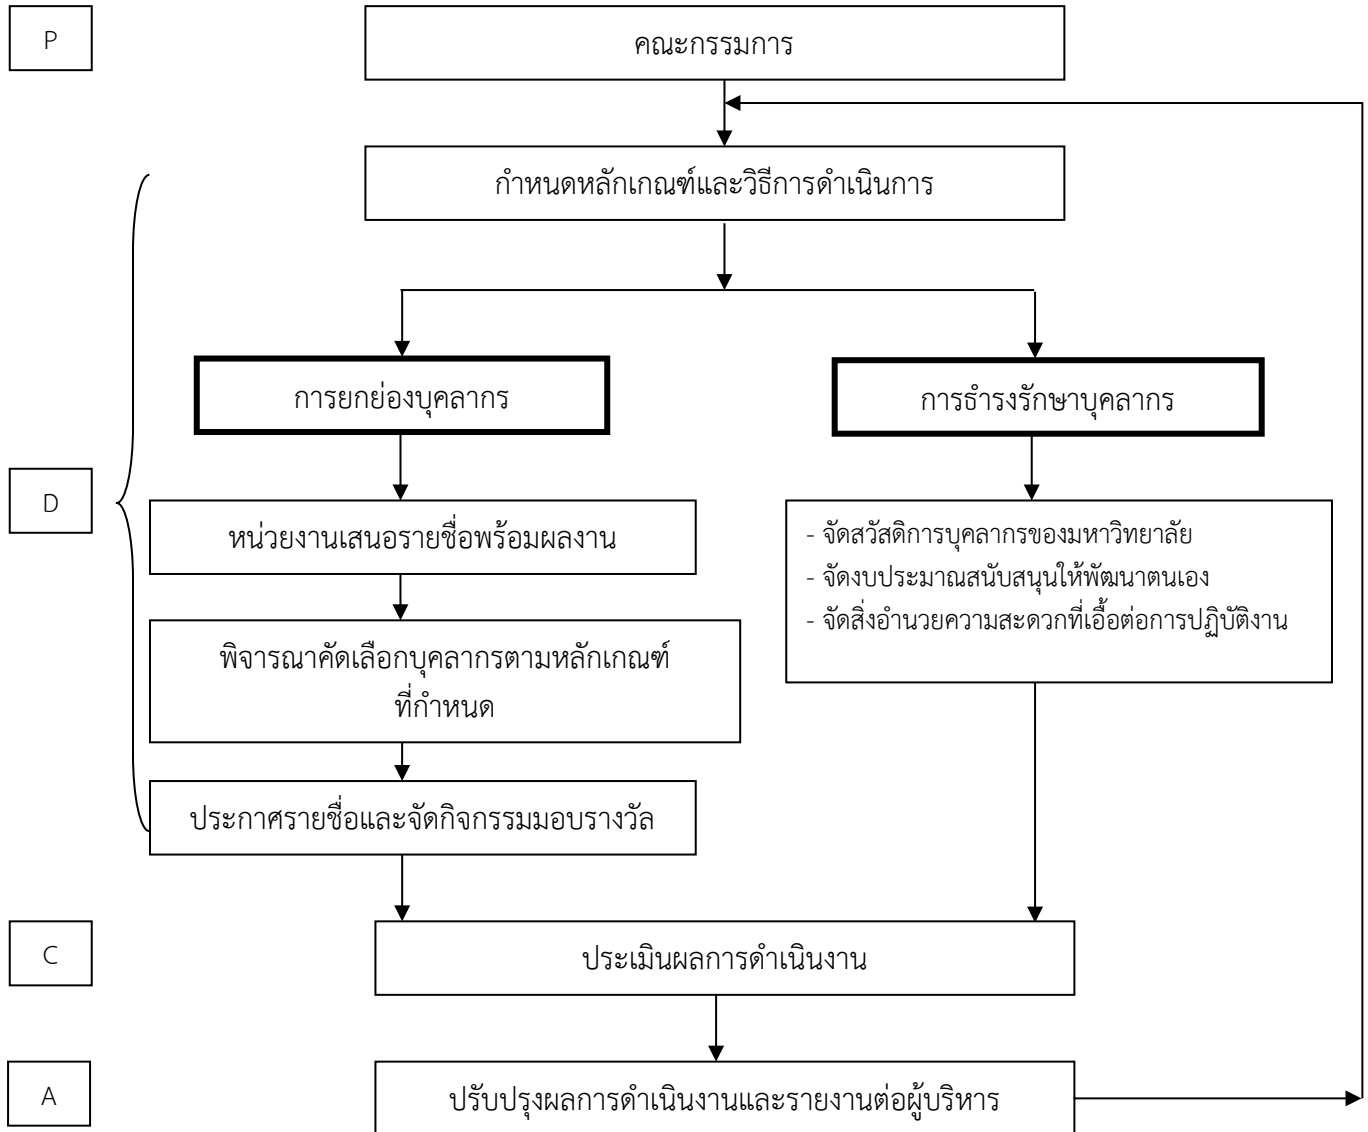 P
คณะกรรมการ
กำหนดหลักเกณฑ์และวิธีการดำเนินการ
การยกย่องบุคลากร
การธำรงรักษาบุคลากร
D
หน่วยงานเสนอรายชื่อพร้อมผลงาน
- จัดสวัสดิการบุคลากรของมหาวิทยาลัย
- จัดงบประมาณสนับสนุนให้พัฒนาตนเอง
- จัดสิ่งอำนวยความสะดวกที่เอื้อต่อการปฏิบัติงาน
พิจารณาคัดเลือกบุคลากรตามหลักเกณฑ์
ที่กำหนด
ประกาศรายชื่อและจัดกิจกรรมมอบรางวัล
C
ประเมินผลการดำเนินงาน
A
ปรับปรุงผลการดำเนินงานและรายงานต่อผู้บริหาร